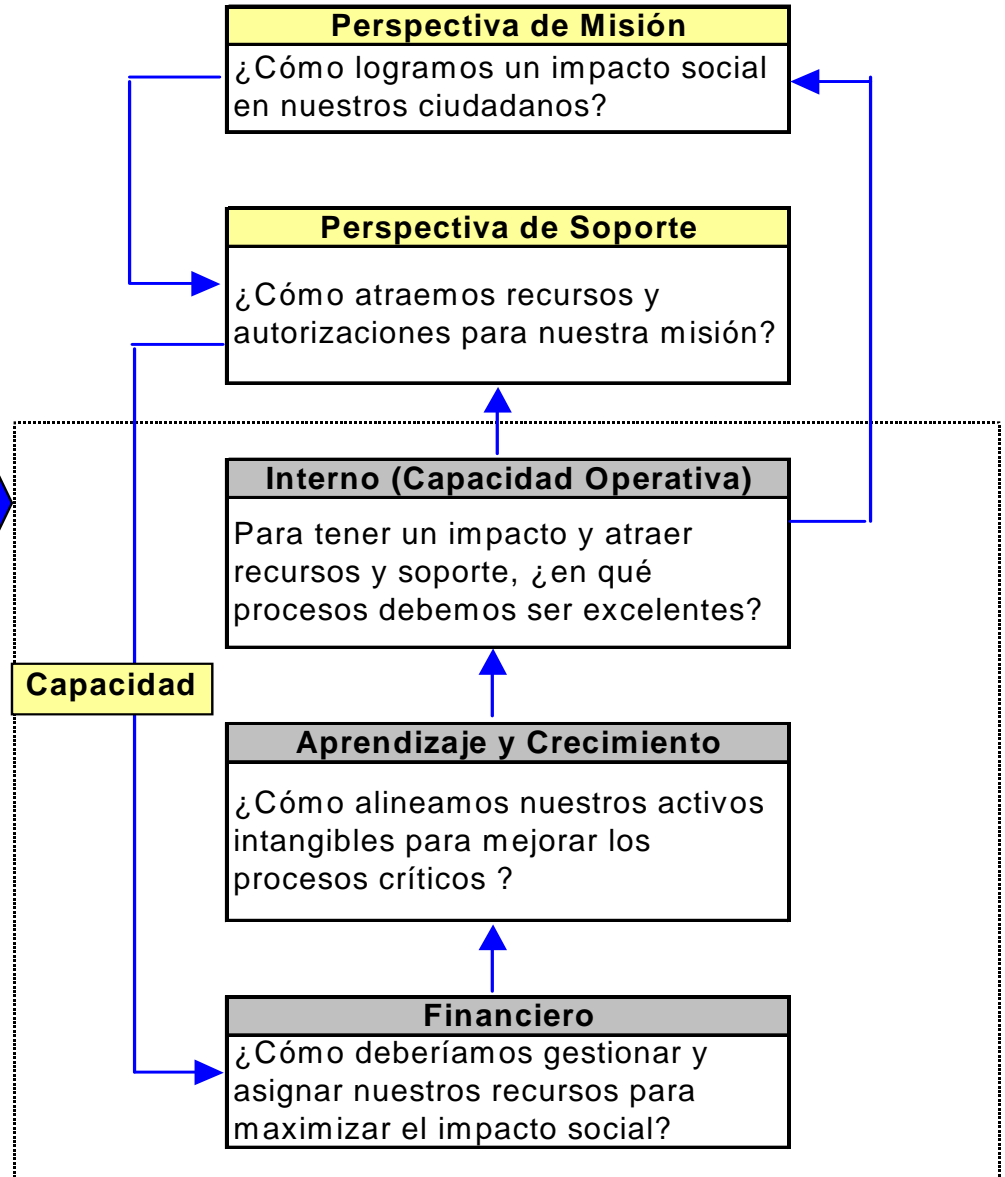 Perspectiva de Misión
¿Cómo logramos un impacto social
en nuestros ciudadanos?
Perspectiva de Soporte
¿Cómo atraemos recursos y
autorizaciones para nuestra misión?
Interno (Capacidad Operativa)
Para tener un impacto y atraer
recursos y soporte, ¿en qué
procesos debemos ser excelentes?
Capacidad
Aprendizaje y Crecimiento
¿Cómo alineamos nuestros activos
intangibles para mejorar los
procesos críticos ?
Financiero
¿Cómo deberíamos gestionar y
asignar nuestros recursos para
maximizar el impacto social?